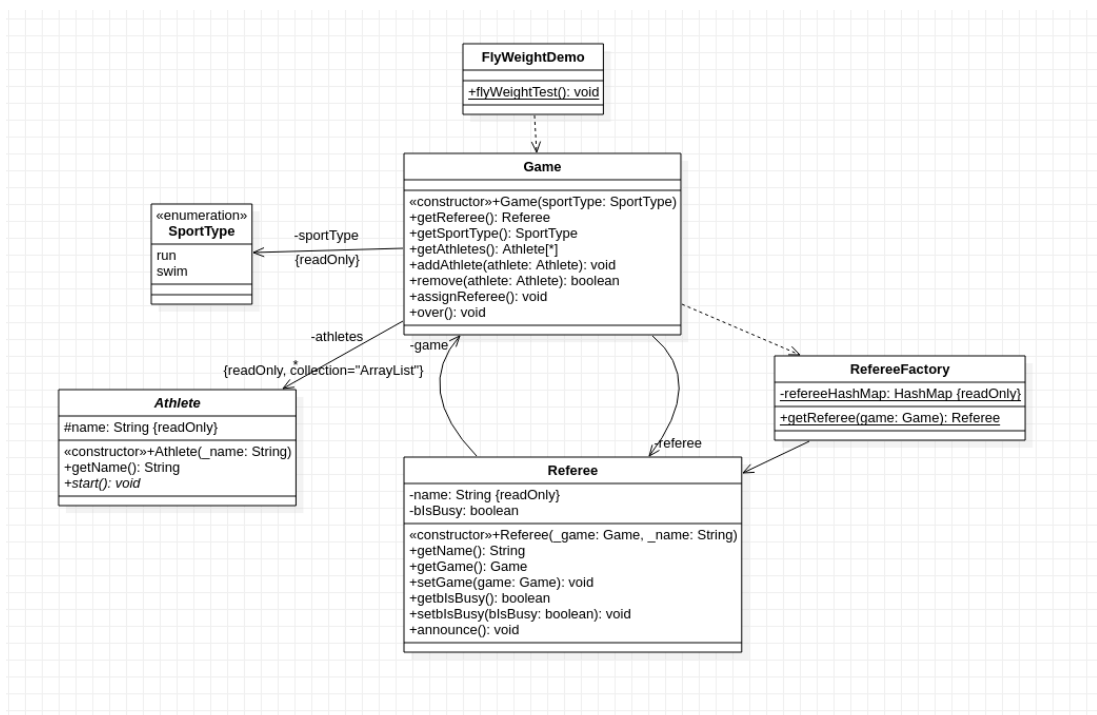 FlyWeightDemo
+flyWeightTest(): void
Game
«constructor»+Game(sportType: SportType)
+getReferee(): Referee
+getSportType(): SportType
+getAthletes(): Athlete[*]
+addAthlete(athlete: Athlete): void
+remove(athlete: Athlete): boolean
+assignReferee(): void
+over(): void
«enumeration»
SportType
run
swim
-sportType
{readOnly}
-athletes
*
{readOnly, collection="ArrayList"}
-game
-referee
Athlete
#name: String {readOnly}
«constructor»+Athlete(_name: String)
+getName(): String
+start(): void
RefereeFactory
-refereeHashMap: HashMap {readOnly}
+getReferee(game: Game): Referee
Referee
-name: String {readOnly}
-bIsBusy: boolean
«constructor»+Referee(_game: Game, _name: String)
+getName(): String
+getGame(): Game
+setGame(game: Game): void
+getbIsBusy(): boolean
+setbIsBusy(bIsBusy: boolean): void
+announce(): void